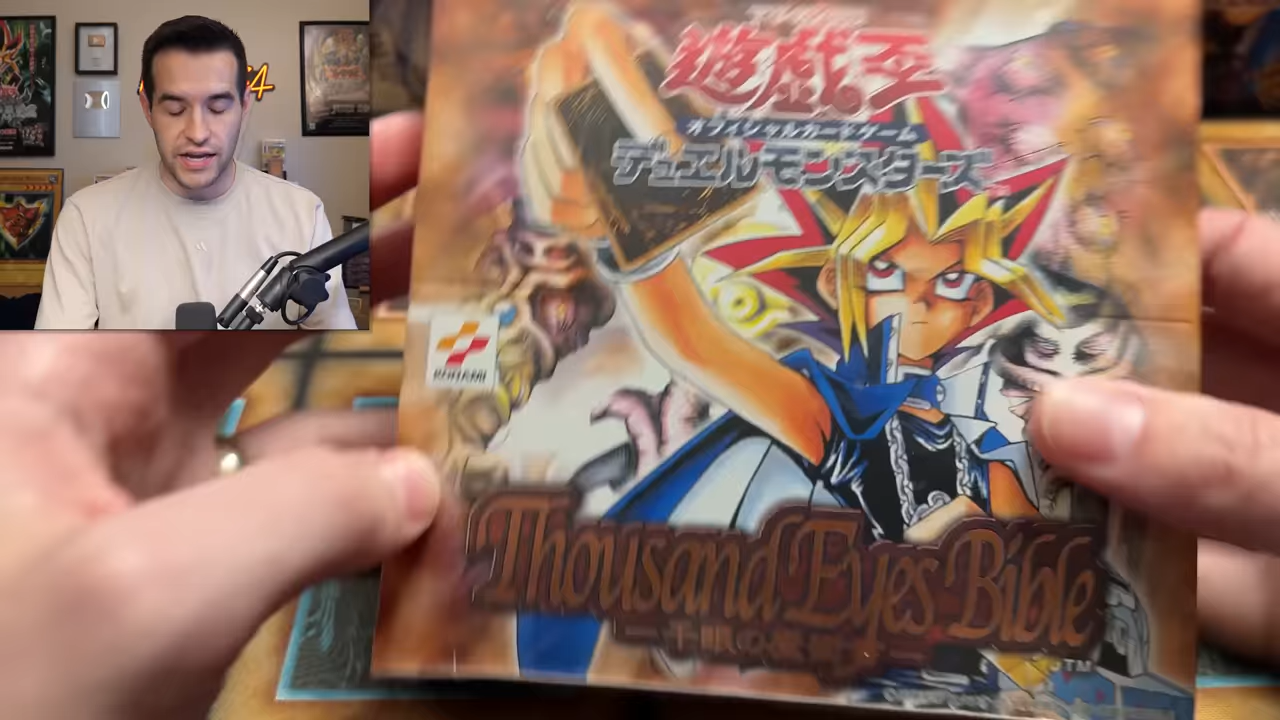 遊戯王
オフィシャルカードゲーム
デュエルモンスターズ
KONAMI
Thousand Eyes Bible
TM